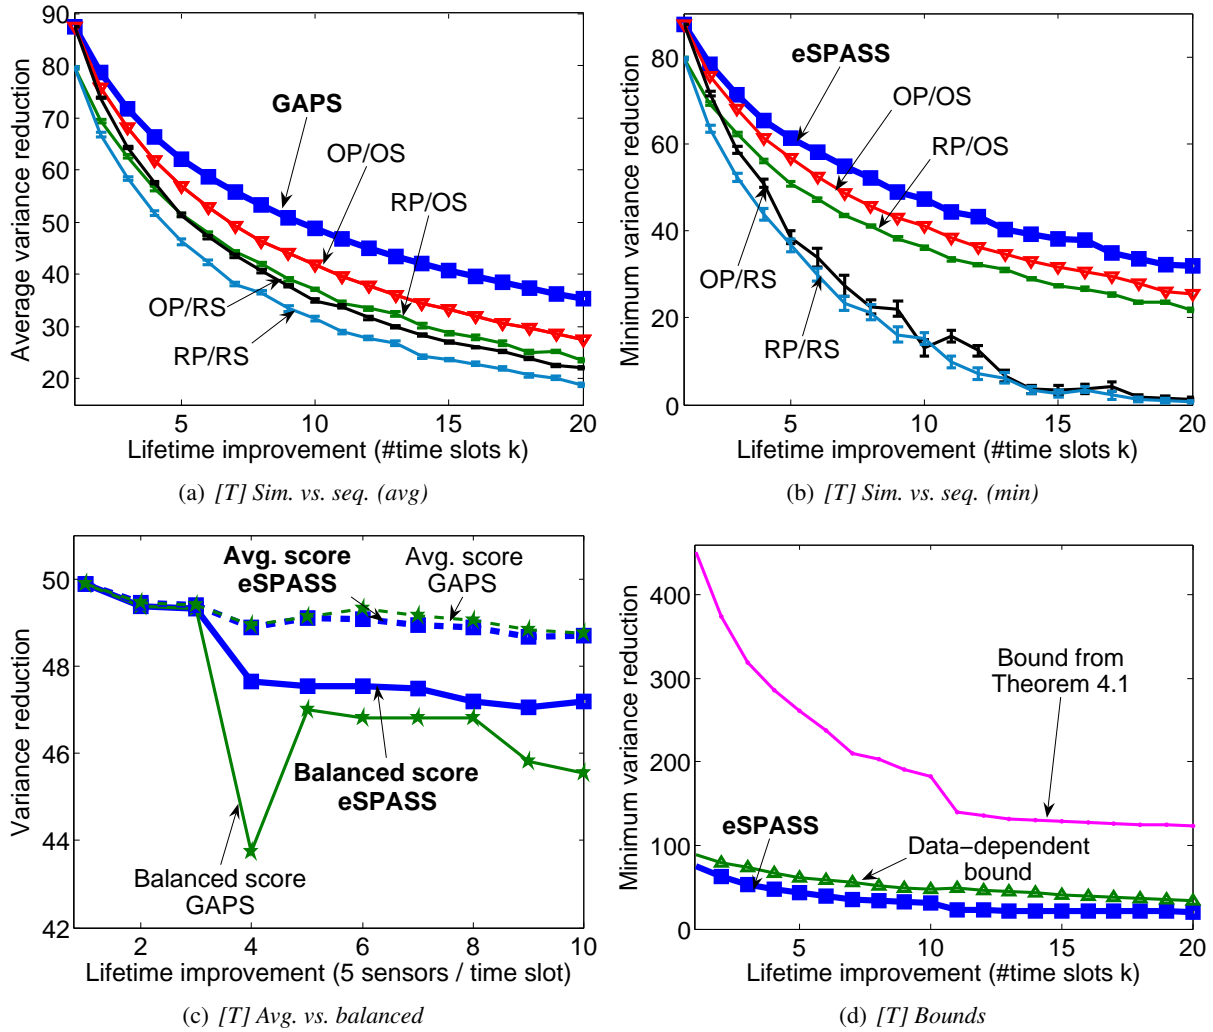 90
80
70
60
50
40
30
20
Average variance reduction
GAPS
OP/OS
RP/OS
OP/RS
RP/RS
5
10
15
20
Lifetime improvement (#time slots k)
(a) [T] Sim. vs. seq. (avg)
80
60
40
20
0
Minimum variance reduction
eSPASS
OP/OS
RP/OS
OP/RS
RP/RS
5
10
15
20
Lifetime improvement (#time slots k)
(b) [T] Sim. vs. seq. (min)
50
48
46
44
42
Variance reduction
Avg. score
eSPASS
Avg. score
GAPS
Balanced score
eSPASS
Balanced score
GAPS
2
4
6
8
10
Lifetime improvement (5 sensors / time slot)
(c) [T] Avg. vs. balanced
400
300
200
100
0
Minimum variance reduction
Bound from
Theorem 4.1
eSPASS
Data-dependent
bound
5
10
15
20
Lifetime improvement (#time slots k)
(d) [T] Bounds